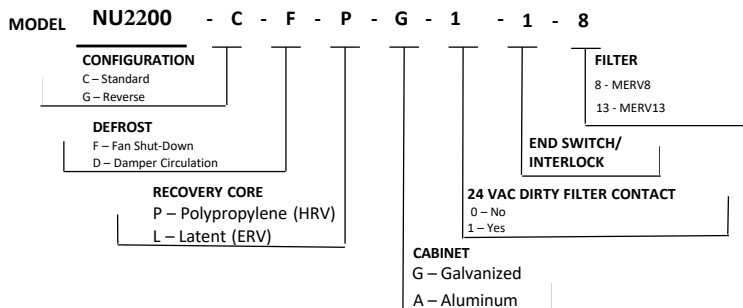 MODEL NU2200 - C - F - P - G - 1 - 1 - 8
CONFIGURATION
C – Standard
G – Reverse
FILTER
8 - MERV8
13 - MERV13
DEFROST
F – Fan Shut-Down
D – Damper Circulation
END SWITCH/
INTERLOCK
RECOVERY CORE
P – Polypropylene (HRV)
L – Latent (ERV)
24 VAC DIRTY FILTER CONTACT
0 – No
1 – Yes
CABINET
G – Galvanized
A – Aluminum